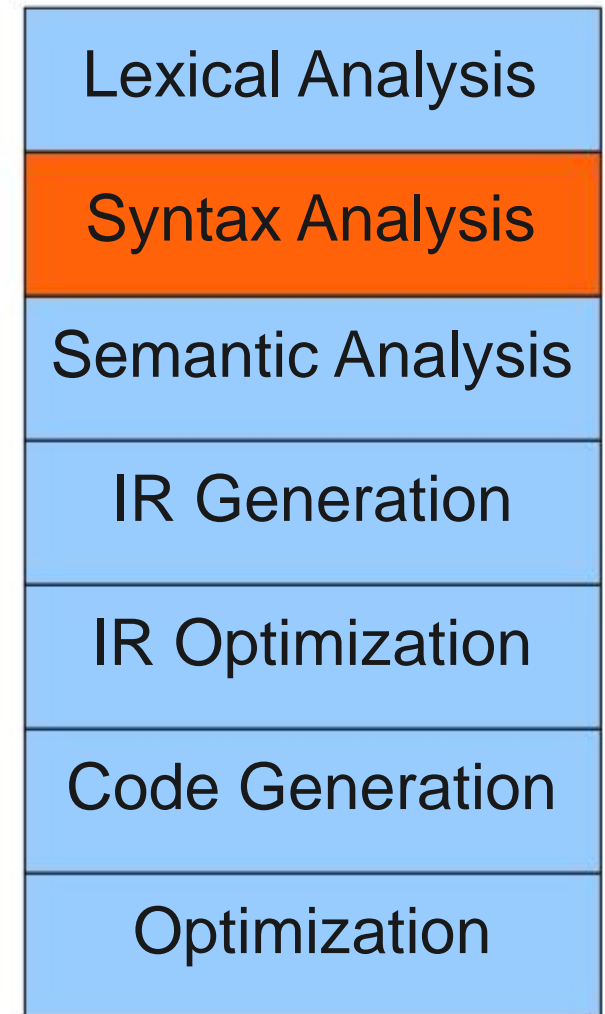 Lexical Analysis
Syntax Analysis
Semantic Analysis
IR Generation
IR Optimization
Code Generation
Optimization